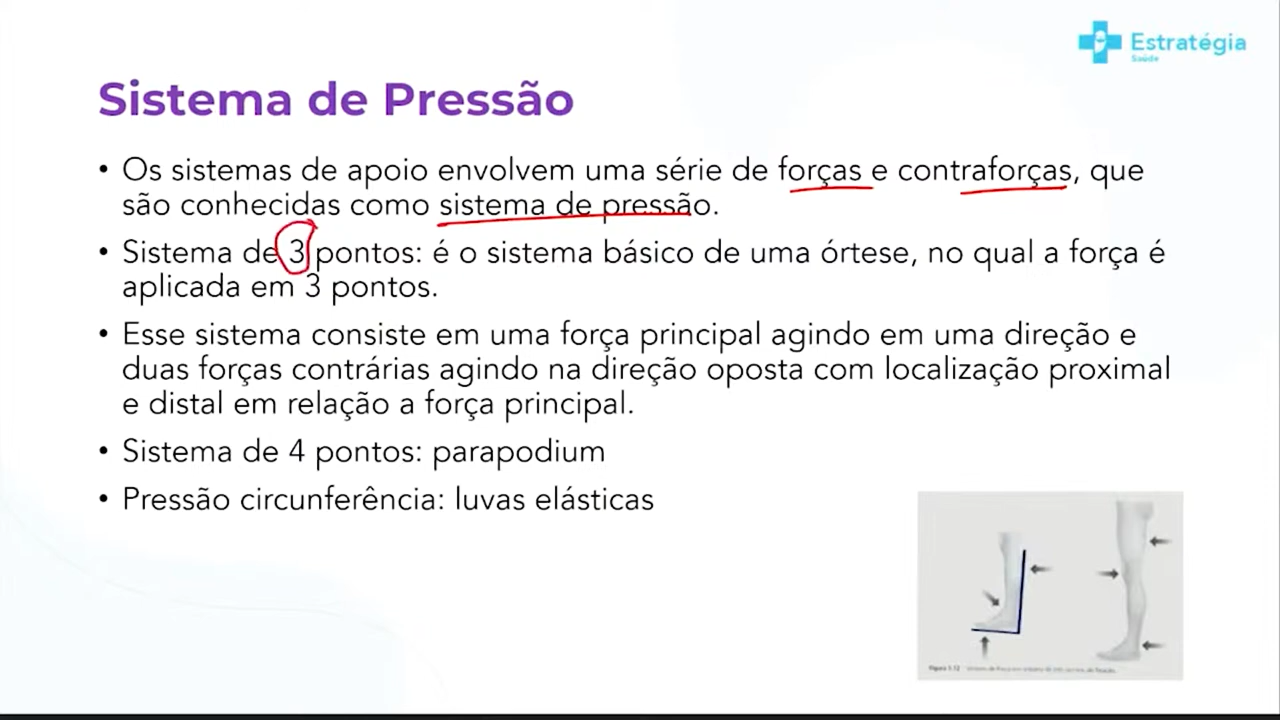 Estratégia
Saúde
Sistema de Pressão
• Os sistemas de apoio envolvem uma série de forças e contraforças, que
são conhecidas como sistema de pressão.
• Sistema de 3 pontos: é o sistema básico de uma órtese, no qual a força é
aplicada em 3 pontos.
• Esse sistema consiste em uma força principal agindo em uma direção e
duas forças contrárias agindo na direção oposta com localização proximal
e distal em relação a força principal.
• Sistema de 4 pontos: parapodium
• Pressão circunferência: luvas elásticas